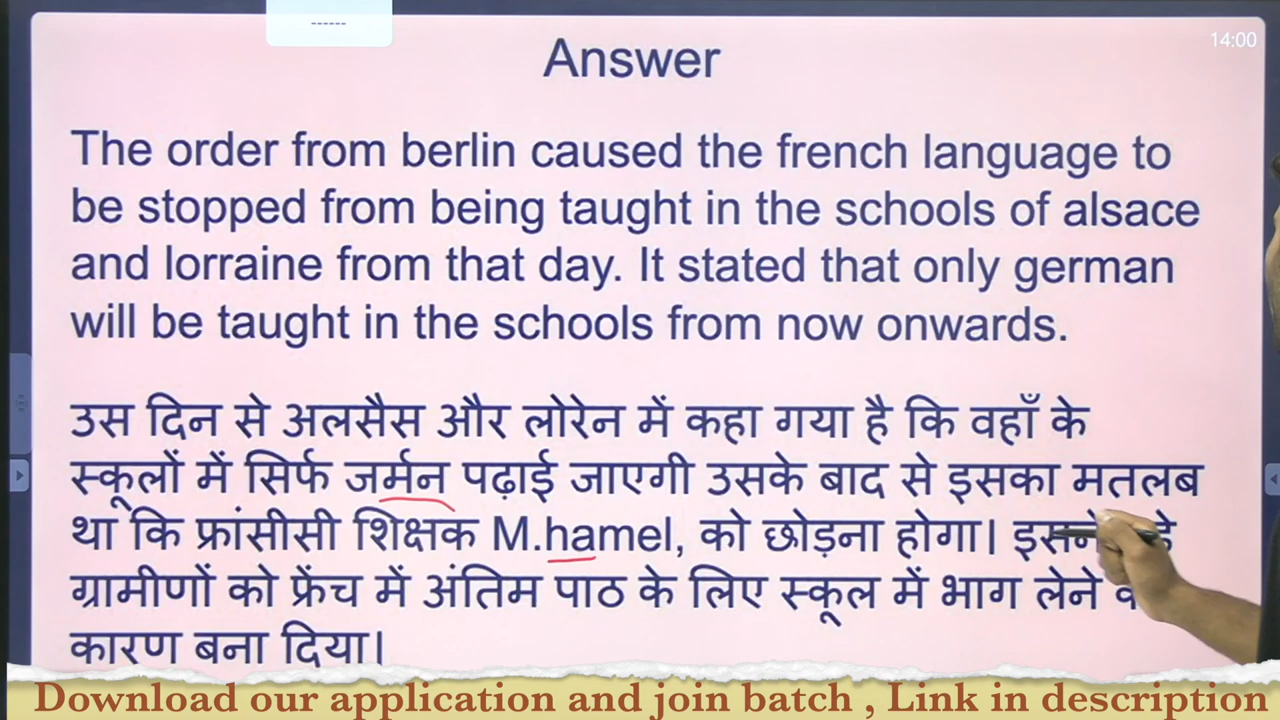 ------
14:00
Answer
The order from berlin caused the french language to
be stopped from being taught in the schools of alsace
and lorraine from that day. It stated that only german
will be taught in the schools from now onwards.
उस दिन से अलसैस और लोरेन में कहा गया है कि वहाँ के
स्कूलों में सिर्फ जर्मन पढ़ाई जाएगी उसके बाद से इसका मतलब
था कि फ्रांसीसी शिक्षक M.hamel, को छोड़ना होगा। इसने
ग्रामीणों को फ्रेंच में अंतिम पाठ के लिए स्कूल में भाग लेने
कारण बना दिया।
Download our application and join batch , Link in description